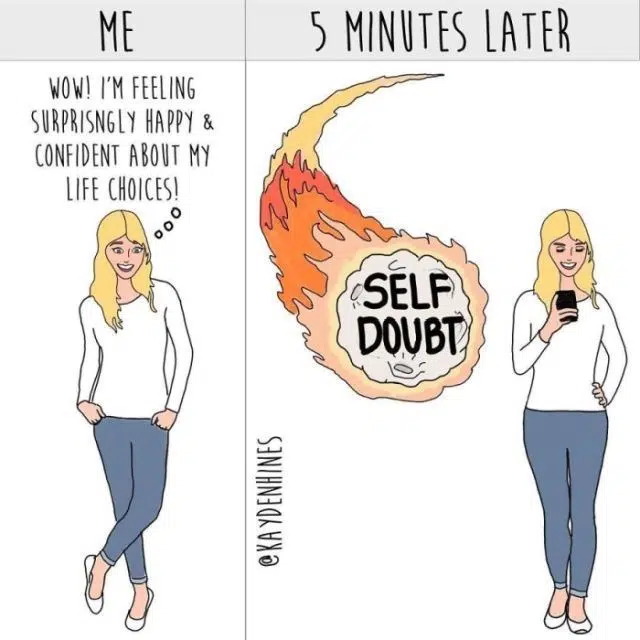 ME
WOW! I'M FEELING
SURPRISNGLY HAPPY &
CONFIDENT ABOUT MY
LIFE CHOICES!
5 MINUTES LATER
SELF
DOUBT
@KAYDENHINES